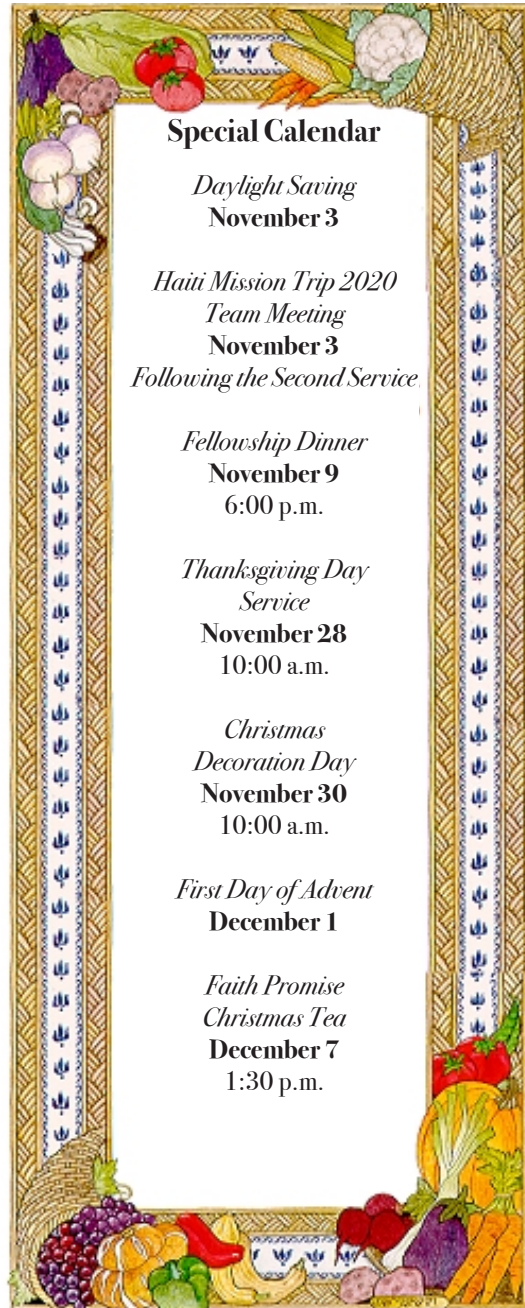 Special Calendar
Daylight Saving
November 3
Haiti Mission Trip 2020
Team Meeting
November 3
Following the Second Service
Fellowship Dinner
November 9
6:00 p.m.
Thanksgiving Day
Service
November 28
10:00 a.m.
Christmas
Decoration Day
November 30
10:00 a.m.
First Day of Advent
December 1
Faith Promise
Christmas Tea
December 7
1:30 p.m.